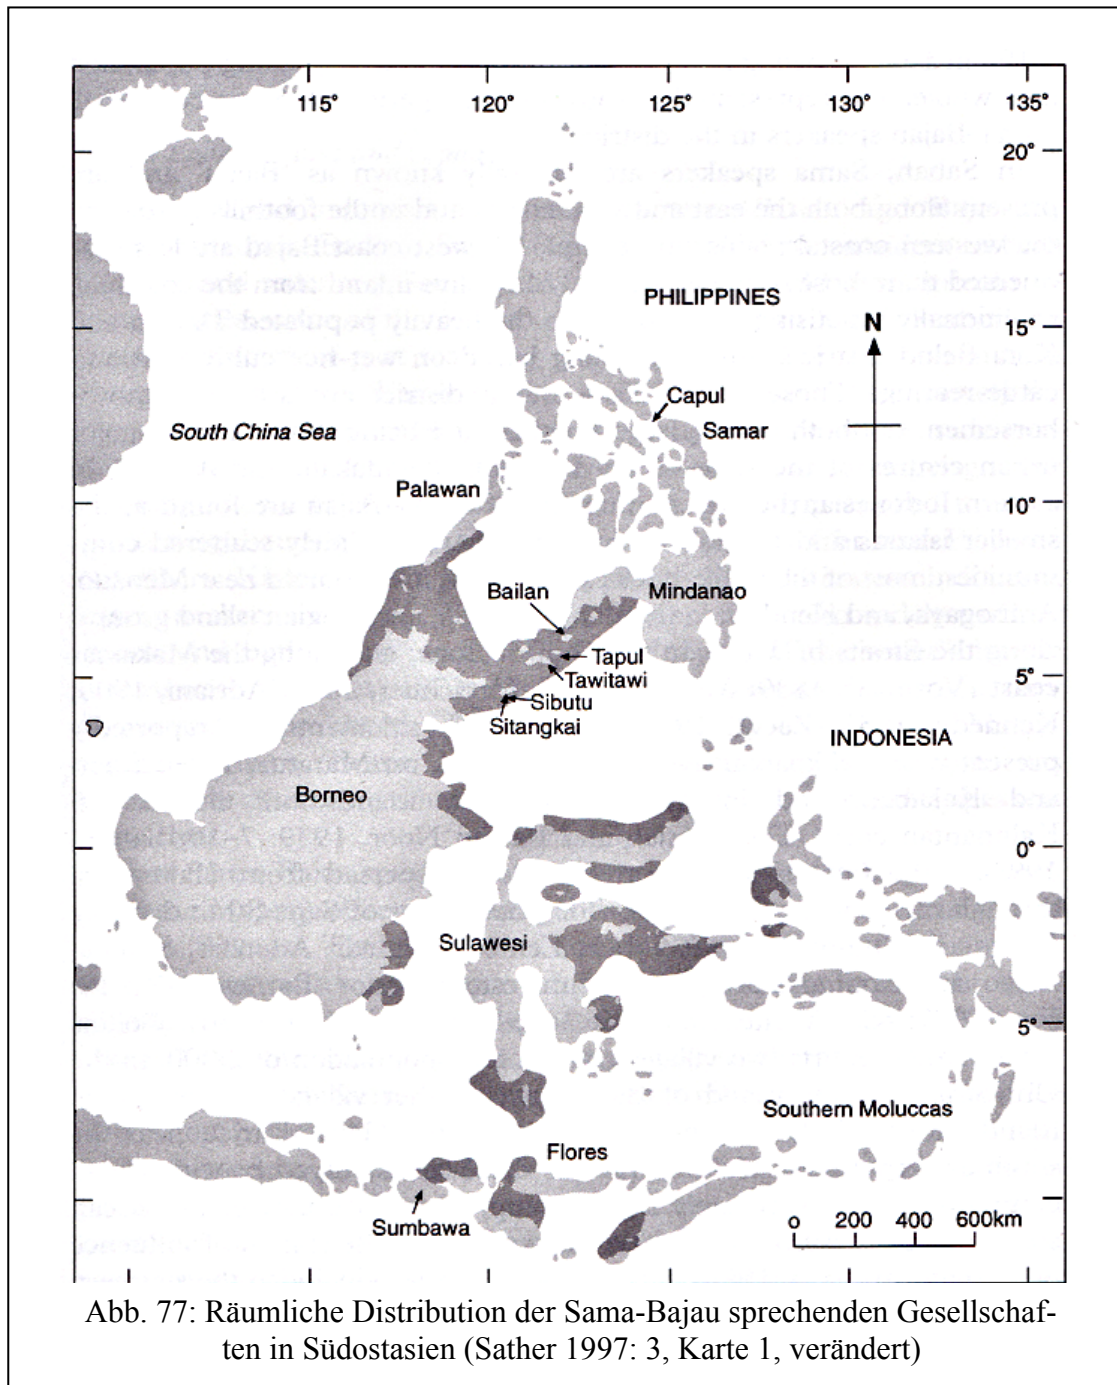 115°
120°
125°
130°
135°
20°
PHILIPPINES
15°
N
Capul
South China Sea
Samar
Palawan
10°
Bailan
Mindanao
Tapul
Tawitawi
5°
Sibutu
Sitangkai
INDONESIA
Borneo
0°
Sulawesi
5°
Southern Moluccas
Flores
Sumbawa
0 200 400 600km
Abb. 77: Räumliche Distribution der Sama-Bajau sprechenden Gesellschaf-
ten in Südostasien (Sather 1997: 3, Karte 1, verändert)